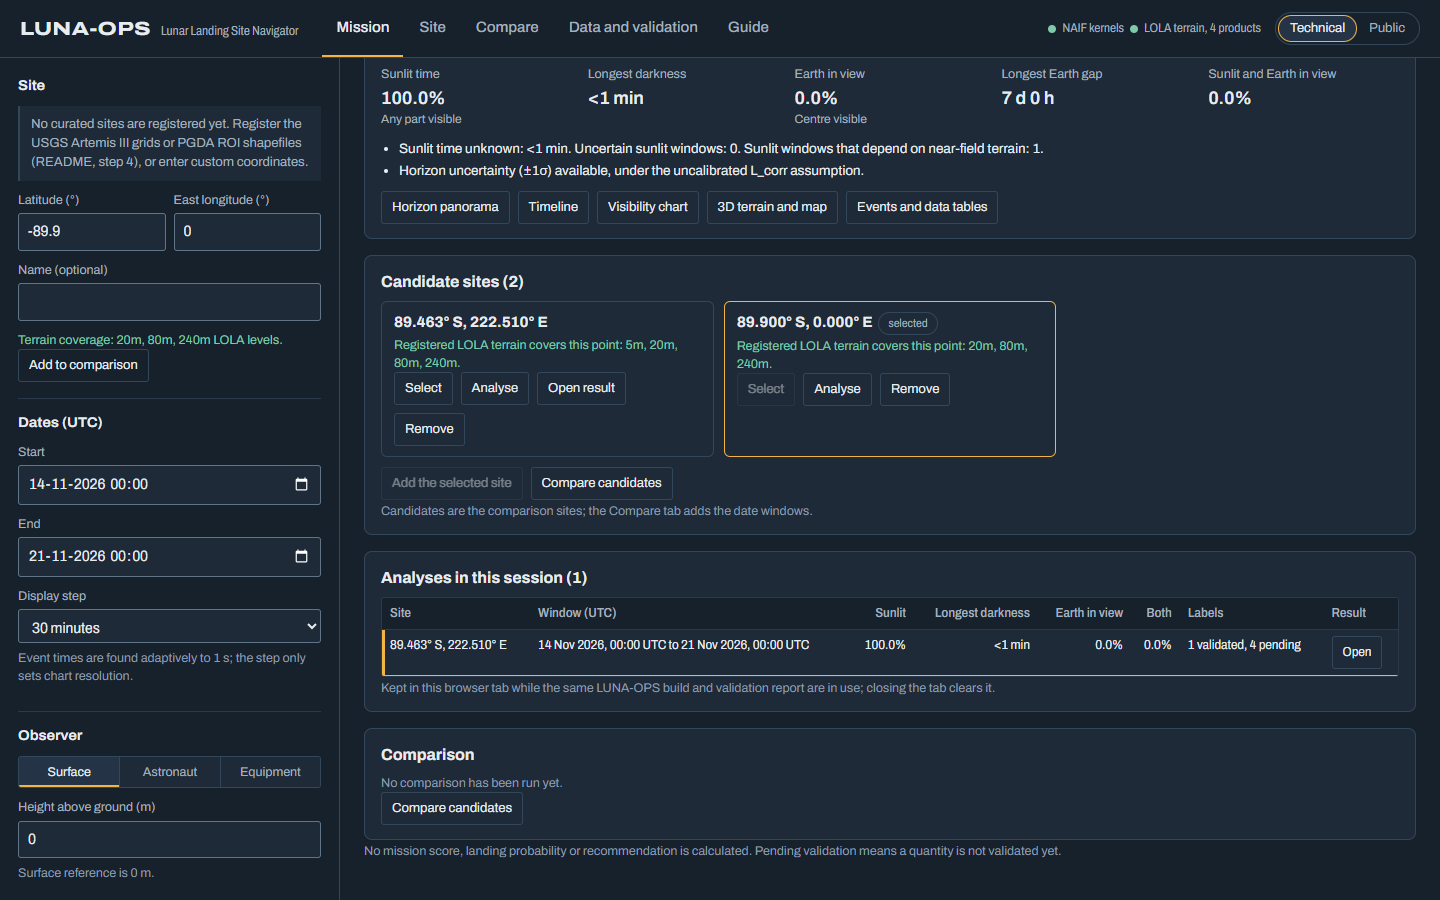 LUNA-OPS Lunar Landing Site Navigator Mission Site Compare Data and validation Guide NAIF kernels LOLA terrain, 4 products Technical Public
Site
No curated sites are registered yet. Register the
USGS Artemis III grids or PGDA ROI shapefiles
(README, step 4), or enter custom coordinates.
Latitude (°) East longitude (°)
-89.9 0
Name (optional)
Terrain coverage: 20m, 80m, 240m LOLA levels.
Add to comparison
Dates (UTC)
Start
14-11-2026 00:00
End
21-11-2026 00:00
Display step
30 minutes
Event times are found adaptively to 1 s; the step only
sets chart resolution.
Observer
Surface Astronaut Equipment
Height above ground (m)
0
Surface reference is 0 m.
Sunlit time Longest darkness Earth in view Longest Earth gap Sunlit and Earth in view
100.0% <1 min 0.0% 7 d 0 h 0.0%
Any part visible Centre visible
• Sunlit time unknown: <1 min. Uncertain sunlit windows: 0. Sunlit windows that depend on near-field terrain: 1.
• Horizon uncertainty (±1σ) available, under the uncalibrated L_corr assumption.
Horizon panorama Timeline Visibility chart 3D terrain and map Events and data tables
Candidate sites (2)
89.463° S, 222.510° E
Registered LOLA terrain covers this point: 5m, 20m,
80m, 240m.
Select Analyse Open result
Remove
89.900° S, 0.000° E selected
Registered LOLA terrain covers this point: 20m, 80m,
240m.
Select Analyse Remove
Add the selected site Compare candidates
Candidates are the comparison sites; the Compare tab adds the date windows.
Analyses in this session (1)
Site Window (UTC) Sunlit Longest darkness Earth in view Both Labels Result
89.463° S, 222.510° E 14 Nov 2026, 00:00 UTC to 21 Nov 2026, 00:00 UTC 100.0% <1 min 0.0% 0.0% 1 validated, 4 pending Open
Kept in this browser tab while the same LUNA-OPS build and validation report are in use; closing the tab clears it.
Comparison
No comparison has been run yet.
Compare candidates
No mission score, landing probability or recommendation is calculated. Pending validation means a quantity is not validated yet.